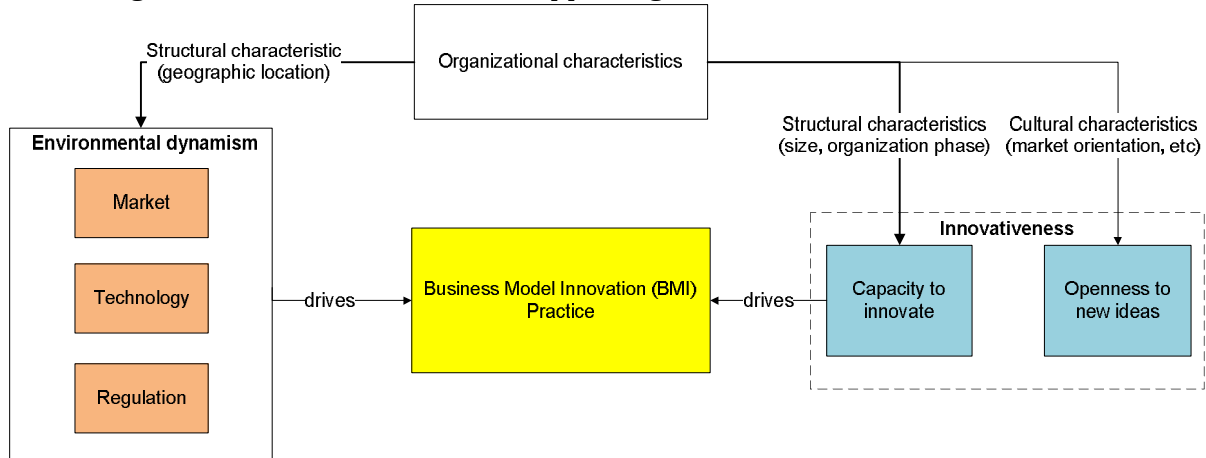 Structural characteristic
(geographic location)
Organizational characteristics
Environmental dynamism
Market
Technology
Regulation
drives
Business Model Innovation (BMI)
Practice
drives
Structural characteristics
(size, organization phase)
Cultural characteristics
(market orientation, etc)
Innovativeness
Capacity to
innovate
Openness to
new ideas